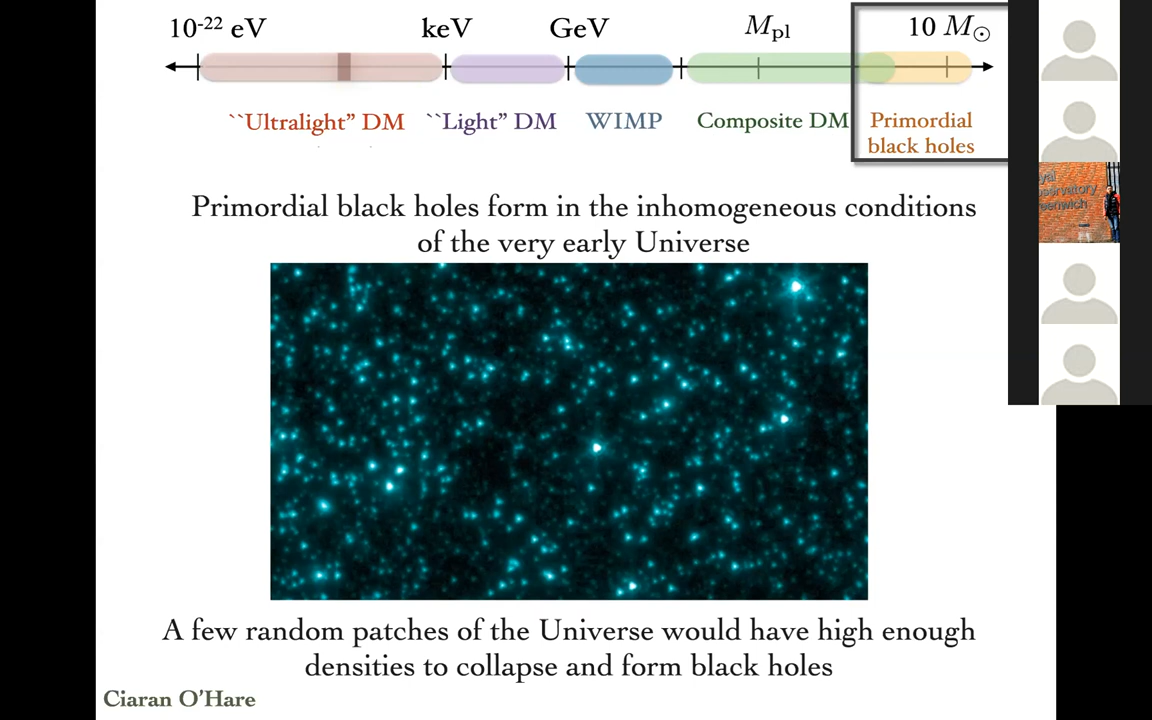 10-22 eV keV GeV Mpl 10 M⊙
``Ultralight” DM ``Light” DM WIMP Composite DM Primordial
black holes
Primordial black holes form in the inhomogeneous conditions
of the very early Universe
A few random patches of the Universe would have high enough
densities to collapse and form black holes
Ciaran O’Hare